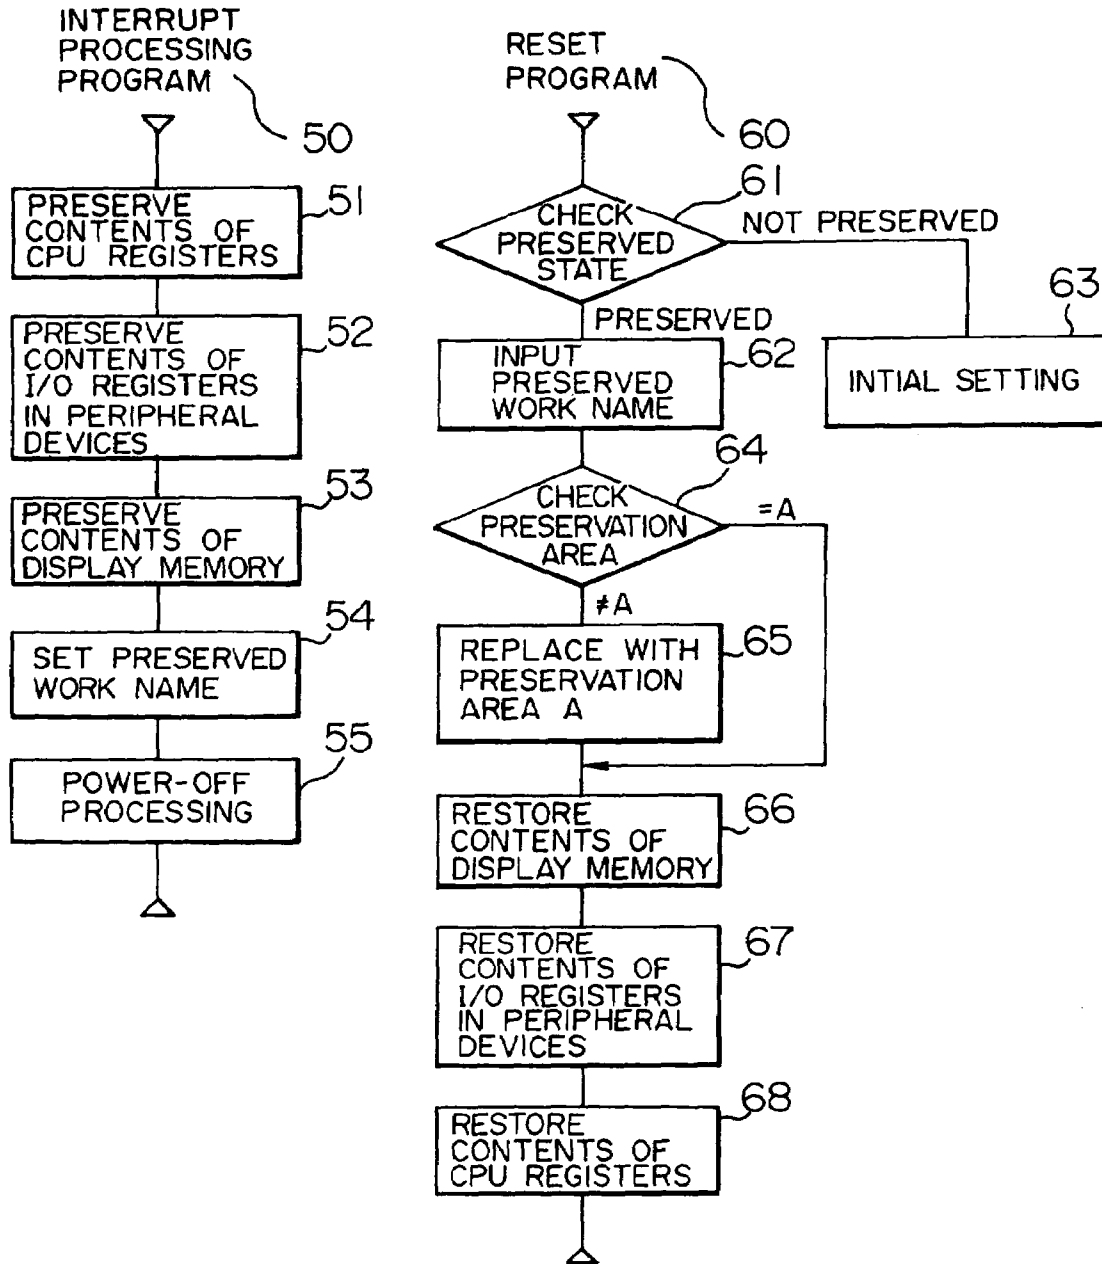 INTERRUPT
PROCESSING
PROGRAM
50
PRESERVE
CONTENTS OF
CPU REGISTERS
51
PRESERVE
CONTENTS OF
I/O REGISTERS
IN PERIPHERAL
DEVICES
52
PRESERVE
CONTENTS OF
DISPLAY MEMORY
53
SET PRESERVED
WORK NAME
54
POWER-OFF
PROCESSING
55
RESET
PROGRAM
60
CHECK
PRESERVED
STATE
61
NOT PRESERVED
PRESERVED
INPUT
PRESERVED
WORK NAME
62
INTIAL SETTING
63
CHECK
PRESERVATION
AREA
64
=A
≠A
REPLACE WITH
PRESERVATION
AREA A
65
RESTORE
CONTENTS OF
DISPLAY MEMORY
66
RESTORE
CONTENTS OF
I/O REGISTERS
IN PERIPHERAL
DEVICES
67
RESTORE
CONTENTS OF
CPU REGISTERS
68